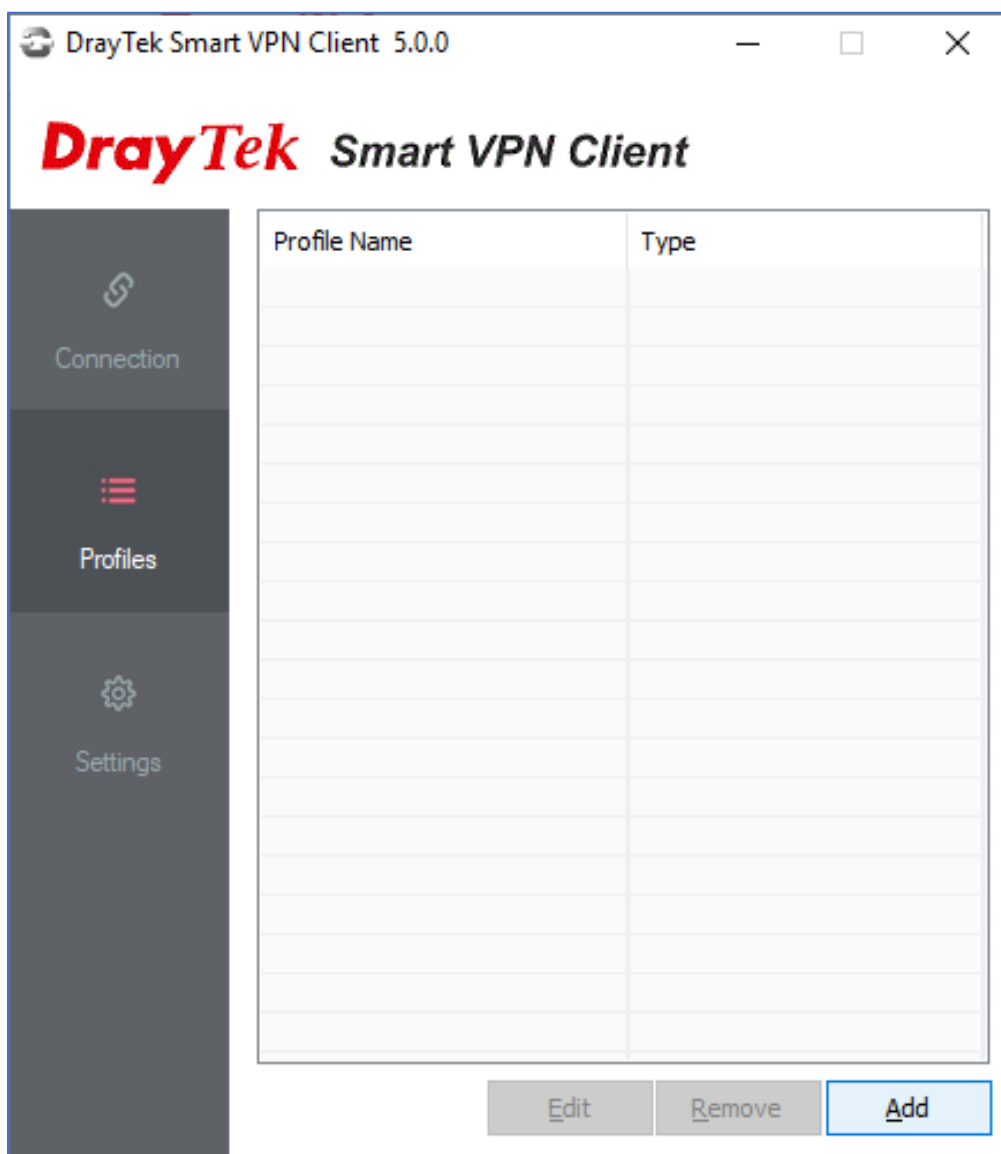 DrayTek Smart VPN Client 5.0.0
DrayTek Smart VPN Client
Profile Name Type
Connection
Profiles
Settings
Edit Remove Add